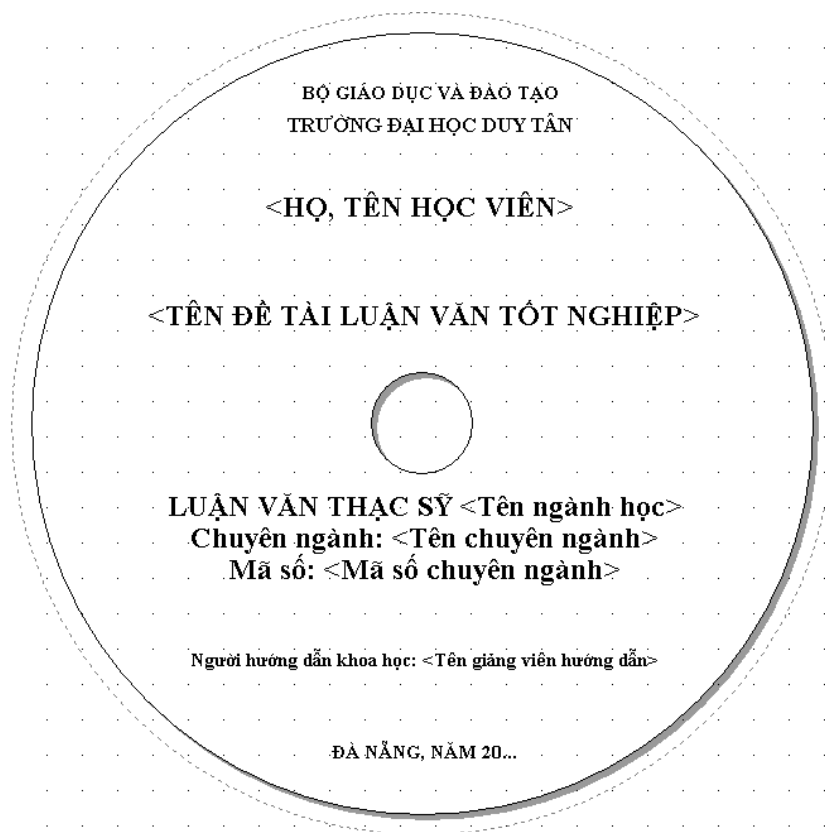 BỘ GIÁO DỤC VÀ ĐÀO TẠO
TRƯỜNG ĐẠI HỌC DUY TÂN
<HỌ, TÊN HỌC VIÊN>
<TÊN ĐỀ TÀI LUẬN VĂN TỐT NGHIỆP>
LUẬN VĂN THẠC SỸ <Tên ngành học>
Chuyên ngành: <Tên chuyên ngành>
Mã số: <Mã số chuyên ngành>
Người hướng dẫn khoa học: <Tên giảng viên hướng dẫn>
ĐÀ NẴNG, NĂM 20...